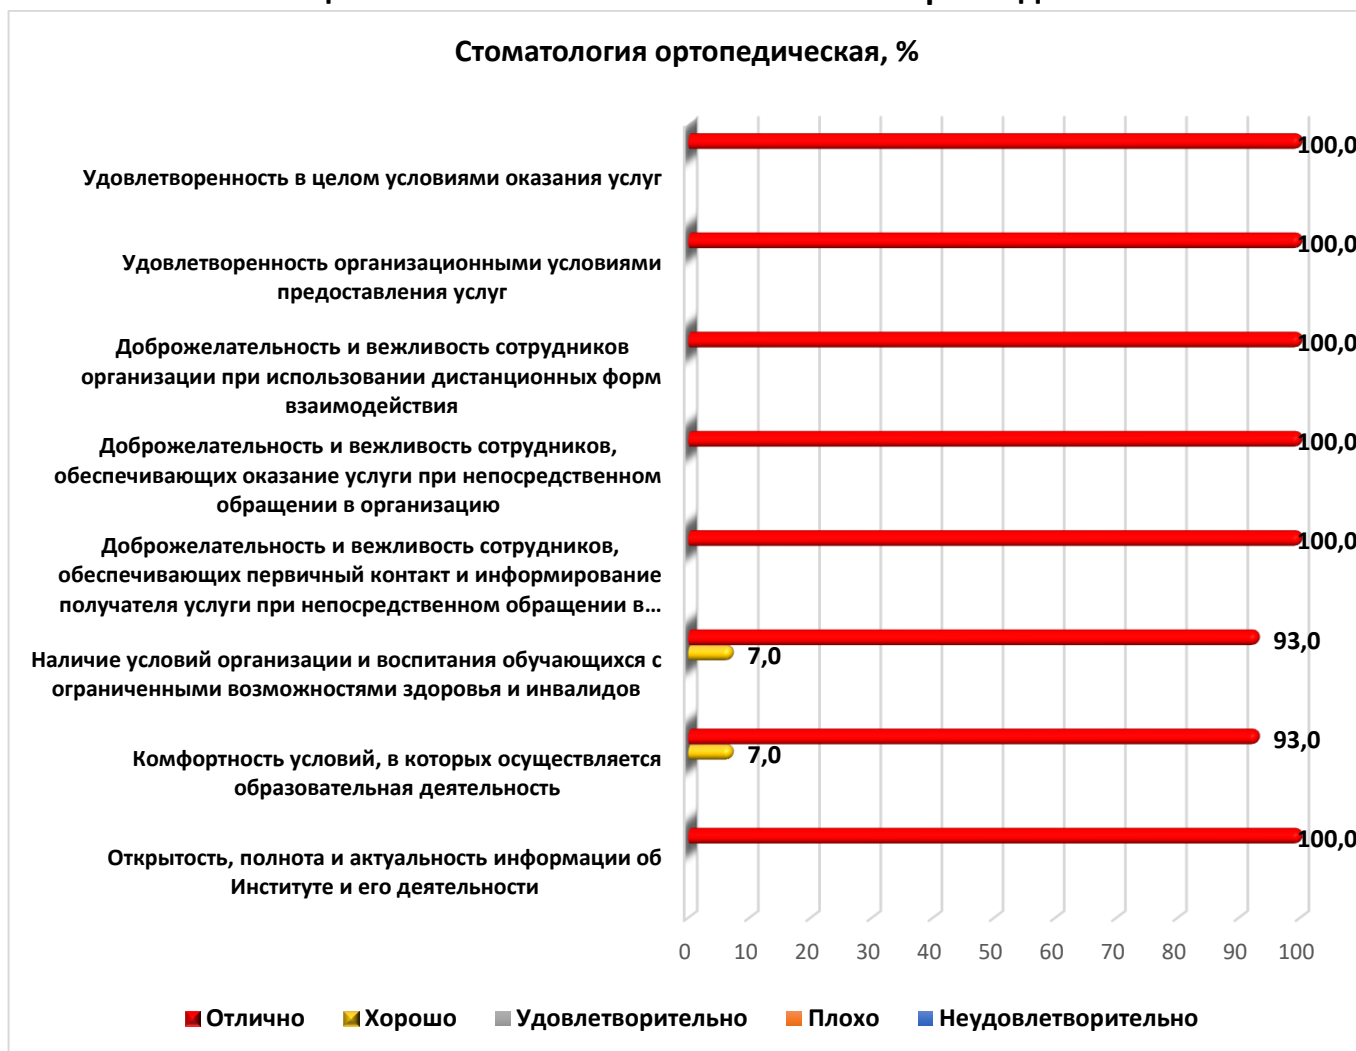 Стоматология ортопедическая, %
100,0
Удовлетворенность в целом условиями оказания услуг
100,0
Удовлетворенность организационными условиями
предоставления услуг
100,0
Доброжелательность и вежливость сотрудников
организации при использовании дистанционных форм
взаимодействия
100,0
Доброжелательность и вежливость сотрудников,
обеспечивающих оказание услуги при непосредственном
обращении в организацию
100,0
Доброжелательность и вежливость сотрудников,
обеспечивающих первичный контакт и информирование
получателя услуги при непосредственном обращении в...
93,0
7,0
Наличие условий организации и воспитания обучающихся с
ограниченными возможностями здоровья и инвалидов
93,0
7,0
Комфортность условий, в которых осуществляется
образовательная деятельность
100,0
Открытость, полнота и актуальность информации об
Институте и его деятельности
0 10 20 30 40 50 60 70 80 90 100
Отлично Хорошо Удовлетворительно Плохо Неудовлетворительно